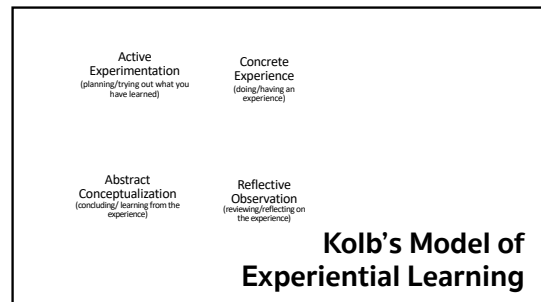 Active
Experimentation
(planning/trying out what you
have learned)
Concrete
Experience
(doing/having an
experience)
Abstract
Conceptualization
(concluding/ learning from the
experience)
Reflective
Observation
(reviewing/reflecting on
the experience)
Kolb's Model of
Experiential Learning